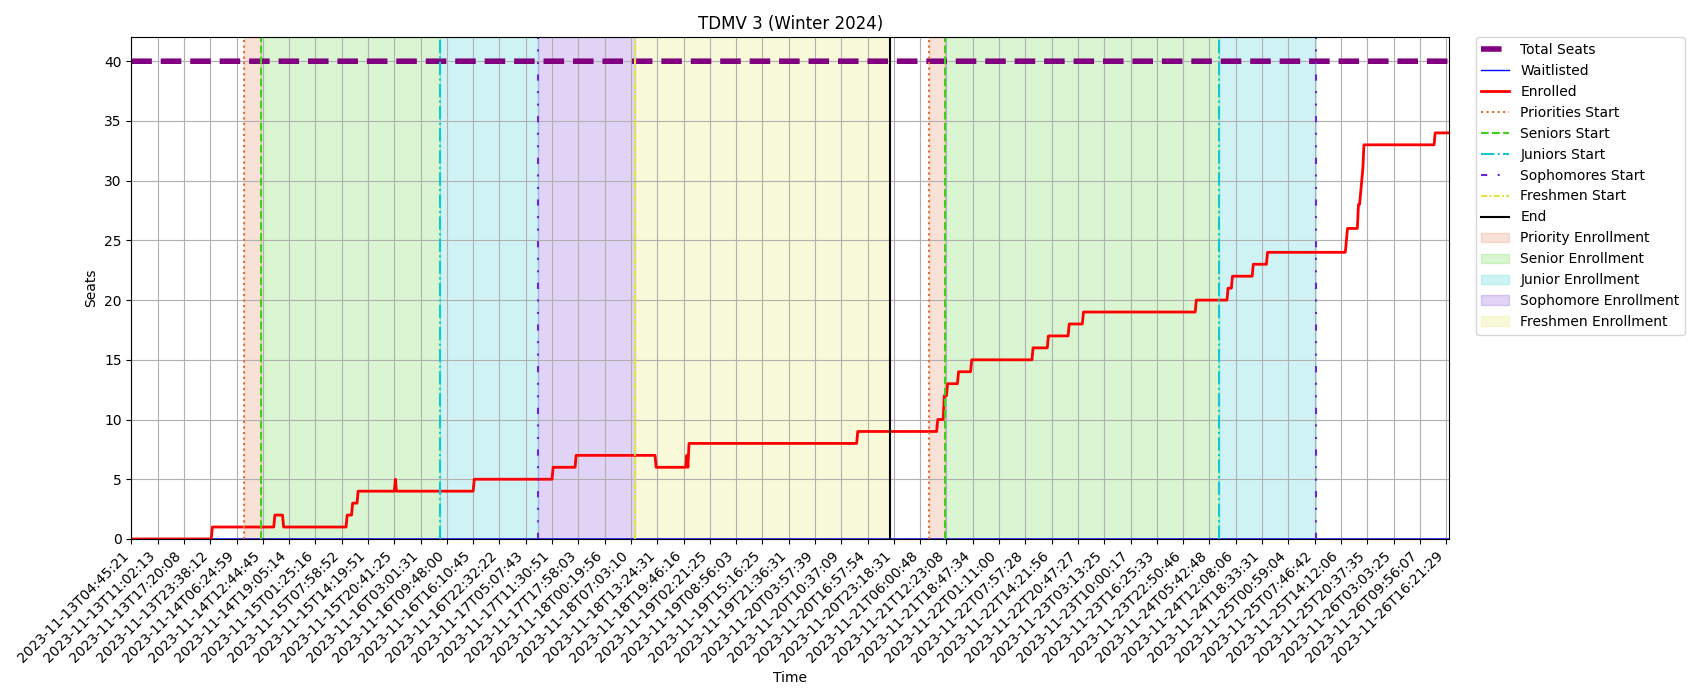 TDMV 3 (Winter 2024)
Seats
40
35
30
25
20
15
10
5
0
2023-11-13T04:45:21
2023-11-13T11:02:13
2023-11-13T17:20:08
2023-11-13T23:38:12
2023-11-14T06:24:59
2023-11-14T12:44:45
2023-11-14T19:05:14
2023-11-15T01:25:16
2023-11-15T07:58:52
2023-11-15T14:19:51
2023-11-15T20:41:25
2023-11-16T03:01:31
2023-11-16T09:48:00
2023-11-16T16:10:45
2023-11-16T22:32:22
2023-11-17T05:07:43
2023-11-17T11:30:51
2023-11-17T17:58:03
2023-11-18T00:19:56
2023-11-18T07:03:10
2023-11-18T13:24:31
2023-11-18T19:46:16
2023-11-19T02:21:25
2023-11-19T08:56:03
2023-11-19T15:16:25
2023-11-19T21:36:31
2023-11-20T03:57:39
2023-11-20T10:37:09
2023-11-20T16:57:54
2023-11-20T23:18:31
2023-11-21T06:00:48
2023-11-21T12:23:08
2023-11-21T18:47:34
2023-11-22T01:11:00
2023-11-22T07:57:28
2023-11-22T14:21:56
2023-11-22T20:47:27
2023-11-23T03:13:25
2023-11-23T10:00:17
2023-11-23T16:25:33
2023-11-23T22:50:46
2023-11-24T05:42:48
2023-11-24T12:08:06
2023-11-24T18:33:31
2023-11-25T00:59:04
2023-11-25T07:46:42
2023-11-25T14:12:06
2023-11-25T20:37:35
2023-11-26T03:03:25
2023-11-26T09:56:07
2023-11-26T16:21:29
Time
Total Seats
Waitlisted
Enrolled
Priorities Start
Seniors Start
Juniors Start
Sophomores Start
Freshmen Start
End
Priority Enrollment
Senior Enrollment
Junior Enrollment
Sophomore Enrollment
Freshmen Enrollment